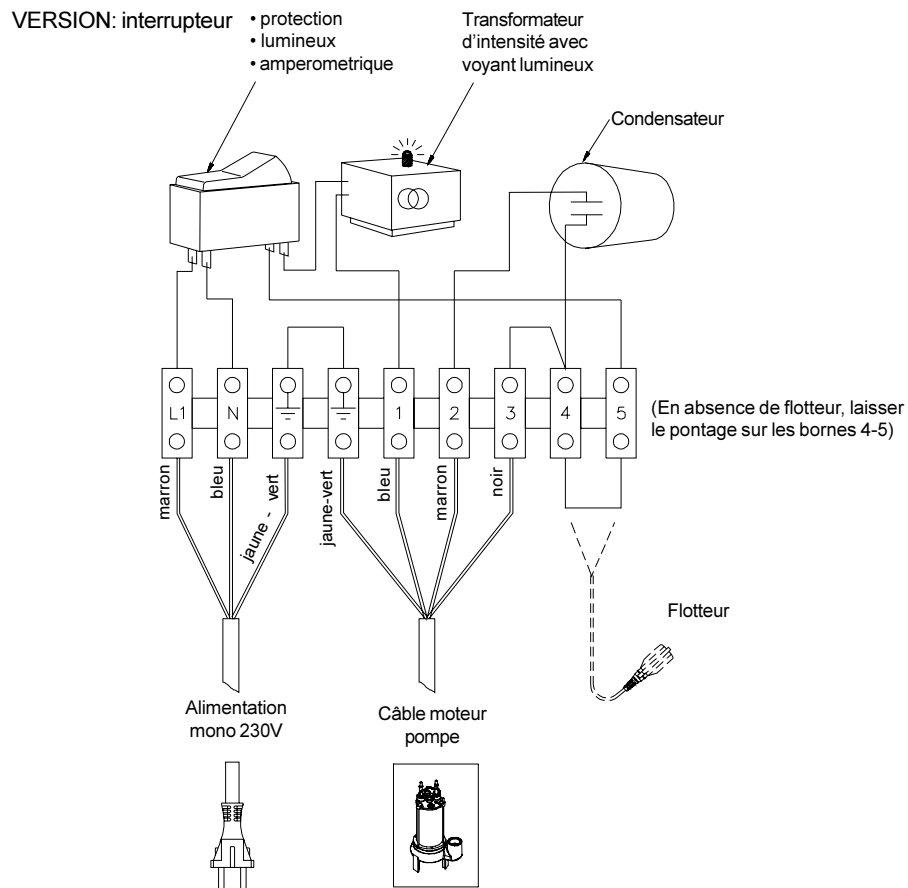 VERSION: interrupteur
• protection
• lumineux
• amperometrique
Transformateur
d'intensité avec
voyant lumineux
Condensateur
L1
N
1
2
3
4
5
(En absence de flotteur, laisser
le pontage sur les bornes 4-5)
marron
bleu
jaune - vert
jaune-vert
bleu
marron
noir
Flotteur
Alimentation
mono 230V
Câble moteur
pompe